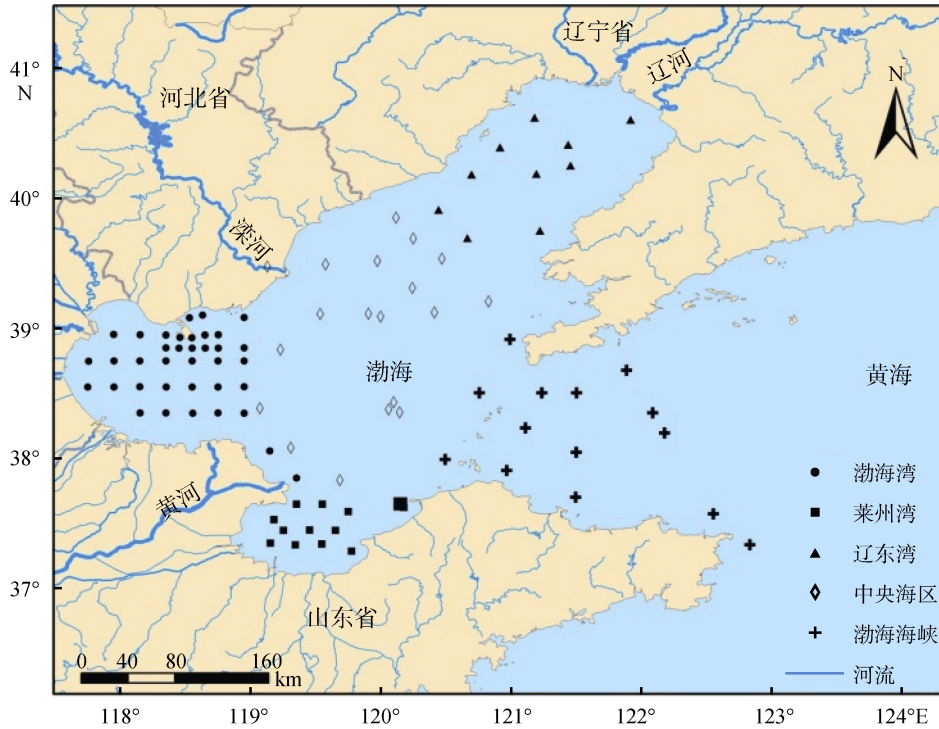 辽宁省
41°
N
辽河
N
河北省
40°
滦河
39°
渤海
黄海
38°
黄河
渤海湾
莱州湾
辽东湾
中央海区
37°
山东省
渤海海峡
0 40 80 160
km
河流
118° 119° 120° 121° 122° 123° 124°E